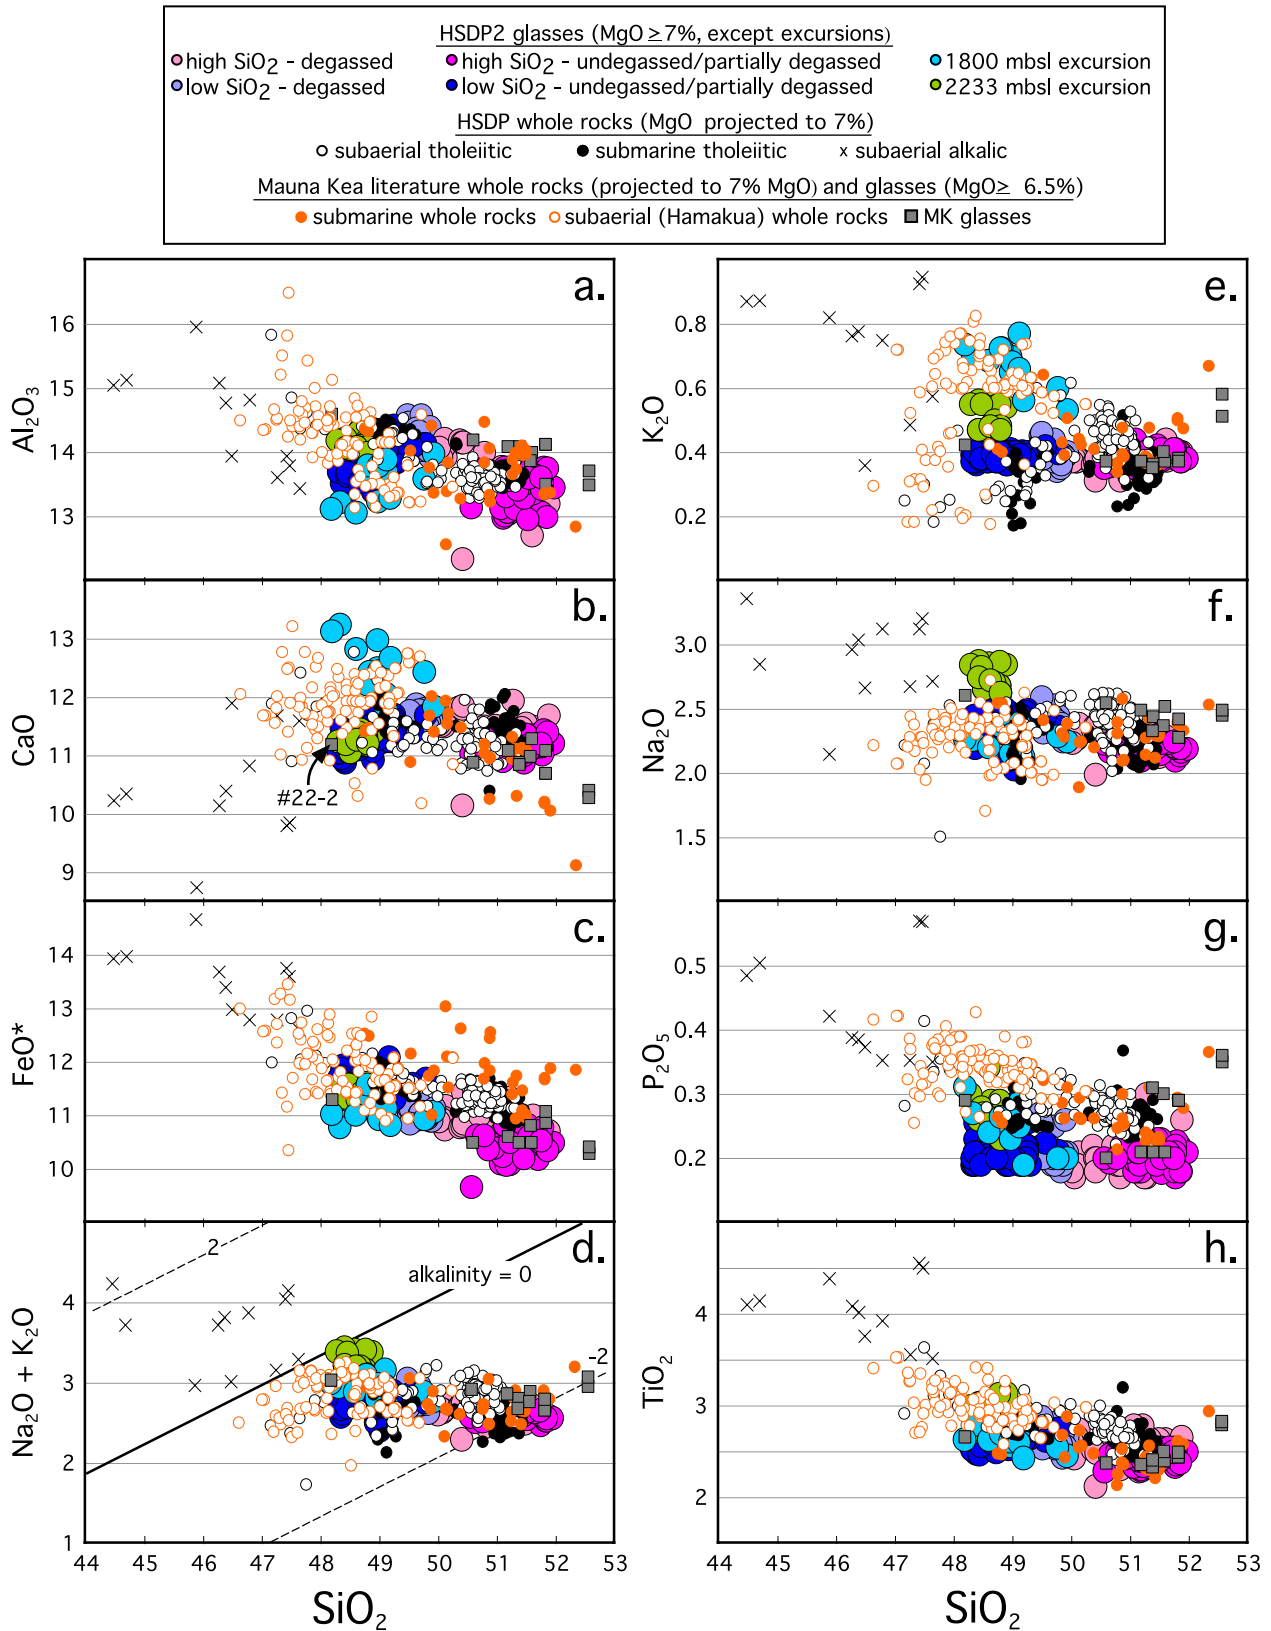 HSDP2 glasses (MgO ≥7%, except excursions)
high SiO2 - degassed high SiO2 - undegassed/partially degassed 1800 mbsl excursion
low SiO2 - degassed low SiO2 - undegassed/partially degassed 2233 mbsl excursion
HSDP whole rocks (MgO projected to 7%)
subaerial tholeiitic submarine tholeiitic x subaerial alkalic
Mauna Kea literature whole rocks (projected to 7% MgO) and glasses (MgO≥ 6.5%)
submarine whole rocks subaerial (Hamakua) whole rocks MK glasses
a.
16
15
14
13
Al2O3
b.
13
12
11
10
9
CaO
#22-2
c.
14
13
12
11
10
FeO*
d.
2
alkalinity = 0
-2
4
3
2
1
Na2O + K2O
44 45 46 47 48 49 50 51 52 53
SiO2
e.
0.8
0.6
0.4
0.2
K2O
f.
3.0
2.5
2.0
1.5
Na2O
g.
0.5
0.4
0.3
0.2
P2O5
h.
4
3
2
TiO2
44 45 46 47 48 49 50 51 52 53
SiO2